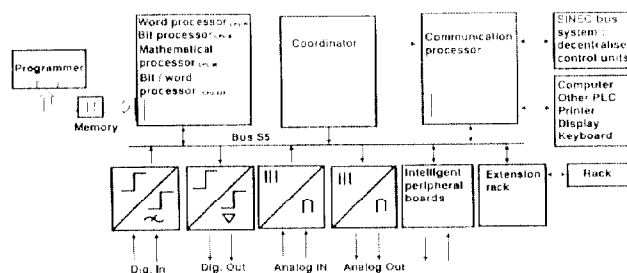 Programmer
Memory
Word processor
Bit processor
Mathematical
processor
Bit / word
processor
Coordinator
Communication
processor
SINEC bus
system :
decentralise
control units
Computer
Other PLC
Printer
Display
Keyboard
Bus S5
Intelligent
peripheral
boards
Extension
rack
Rack
Dig. In
Dig. Out
Analog IN
Analog Out